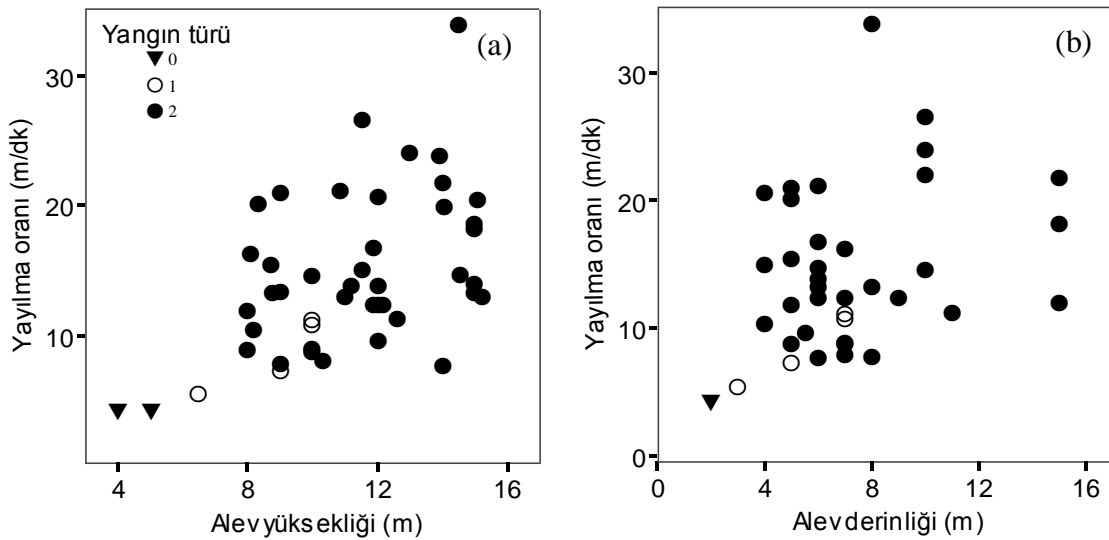 Yangın türü
0
1
2
(a)
30
20
10
4 8 12 16
Yayılma oranı (m/dk)
Alev yüksekliği (m)
(b)
30
20
10
0
0 4 8 12 16
Yayılma oranı (m/dk)
Alev derinliği (m)